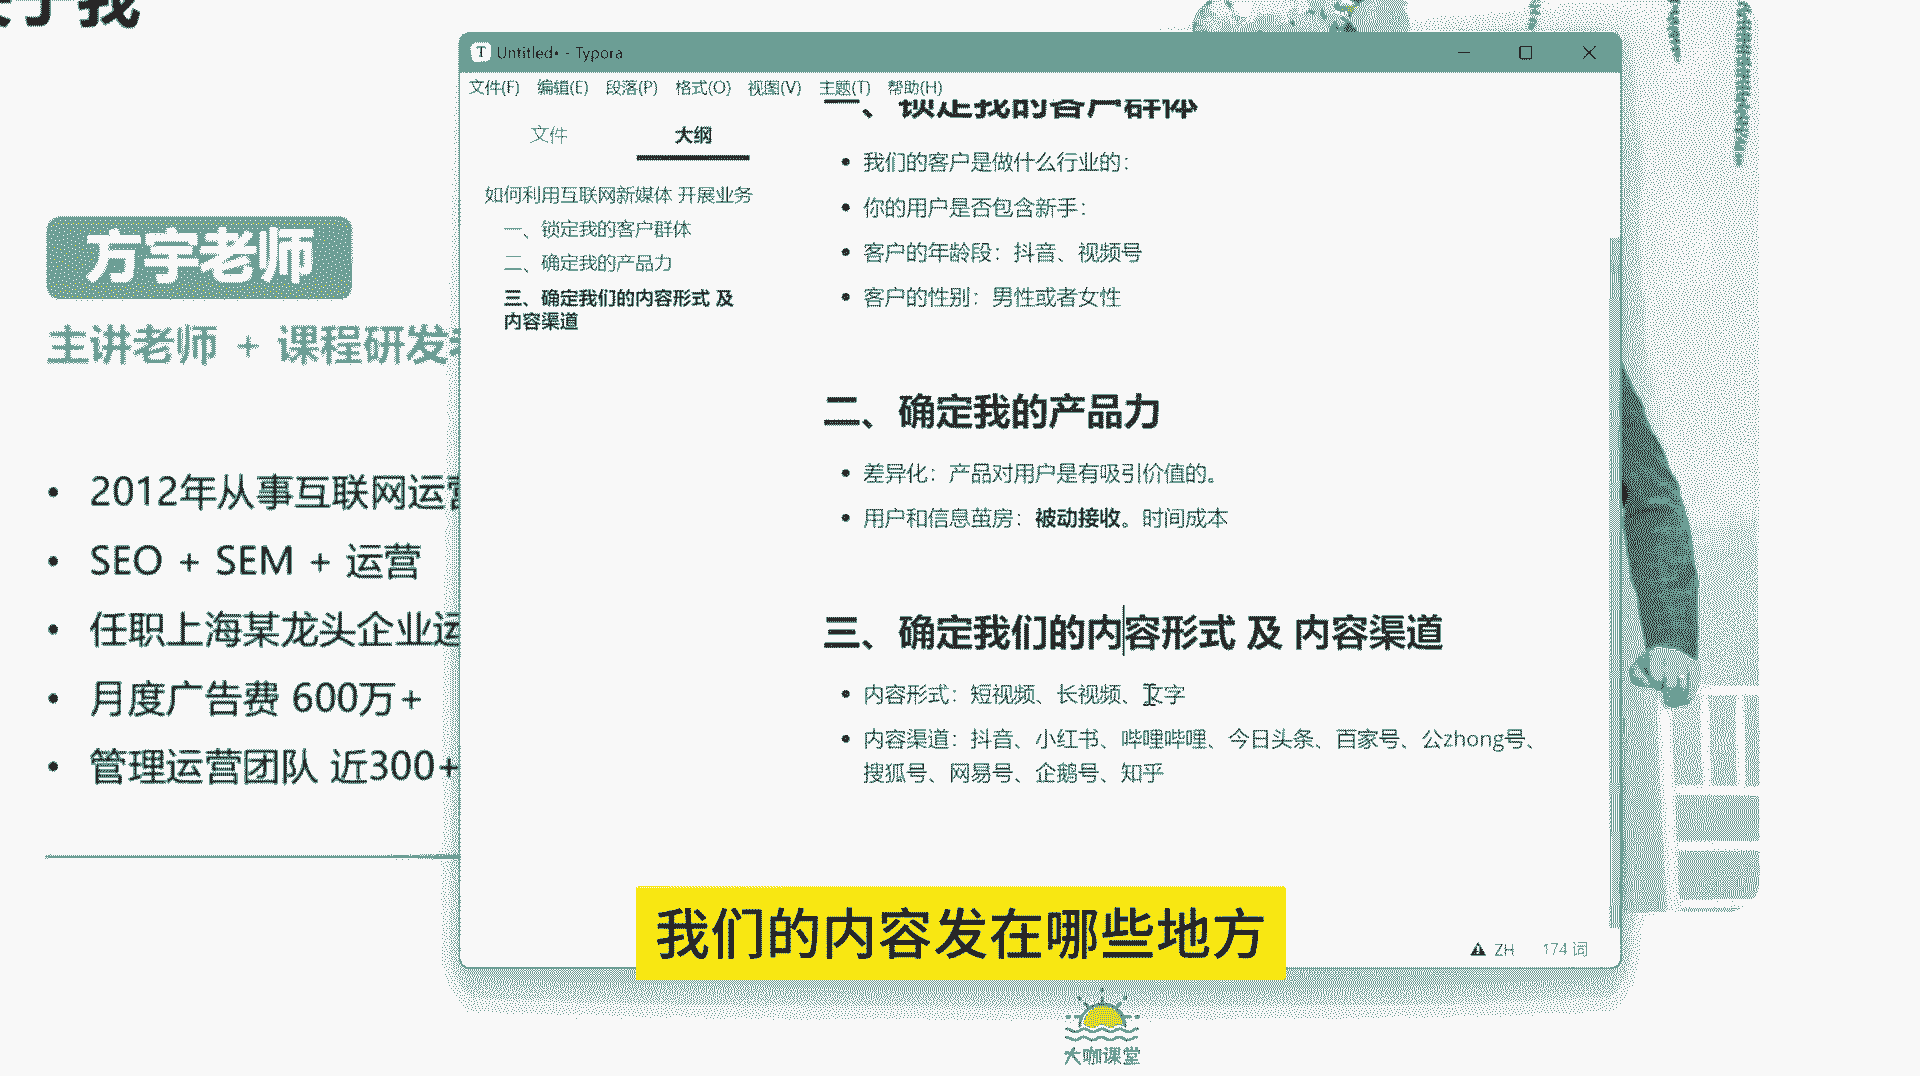 于我
方宇老师
主讲老师 + 课程研发
2012年从事互联网运营
SEO + SEM + 运营
任职上海某龙头企业运
月度广告费 600万+
管理运营团队 近300+
T Untitled• - Typora
文件(F) 编辑(E) 段落(P) 格式(O) 视图(V) 主题(T) 帮助(H)
文件 大纲
如何利用互联网新媒体 开展业务
一、锁定我的客户群体
二、确定我的产品力
三、确定我们的内容形式 及
内容渠道
一、锁定我的客户群体
我们的客户是做什么行业的：
你的用户是否包含新手：
客户的年龄段：抖音、视频号
客户的性别：男性或者女性
二、确定我的产品力
差异化：产品对用户是有吸引价值的。
用户和信息茧房：被动接收。时间成本
三、确定我们的内容形式 及 内容渠道
内容形式：短视频、长视频、文字
内容渠道：抖音、小红书、哔哩哔哩、今日头条、百家号、公zhong号、
搜狐号、网易号、企鹅号、知乎
ZH 174 词
我们的内容发在哪些地方
大咖课堂